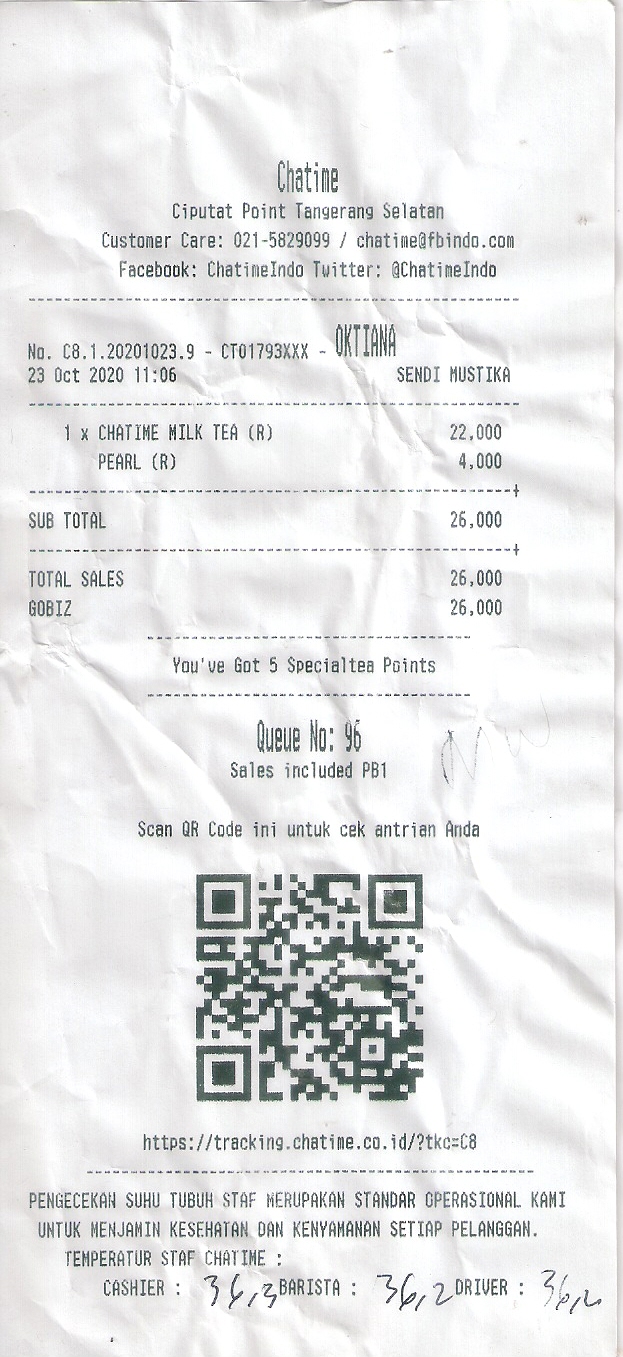 Chatime
Ciputat Point Tangerang Selatan
Customer Care: 021-5829099 / chatime@fbindo.com
Facebook: ChatimeIndo Twitter: @ChatimeIndo
No. C8.1.20201023.9 - CT01793XXX - OKTIANA
23 Oct 2020 11:06 SENDI MUSTIKA
1 x CHATIME MILK TEA (R) 22,000
PEARL (R) 4,000
SUB TOTAL 26,000
TOTAL SALES 26,000
GOBIZ 26,000
You've Got 5 Specialtea Points
Queue No: 96
Sales included PB1
Scan QR Code ini untuk cek antrian Anda
https://tracking.chatime.co.id/?tkc=C8
PENGECEKAN SUHU TUBUH STAF MERUPAKAN STANDAR OPERASIONAL KAMI
UNTUK MENJAMIN KESEHATAN DAN KENYAMANAN SETIAP PELANGGAN.
TEMPERATUR STAF CHATIME :
CASHIER : 36,3 BARISTA : 36,2 DRIVER : 36,2